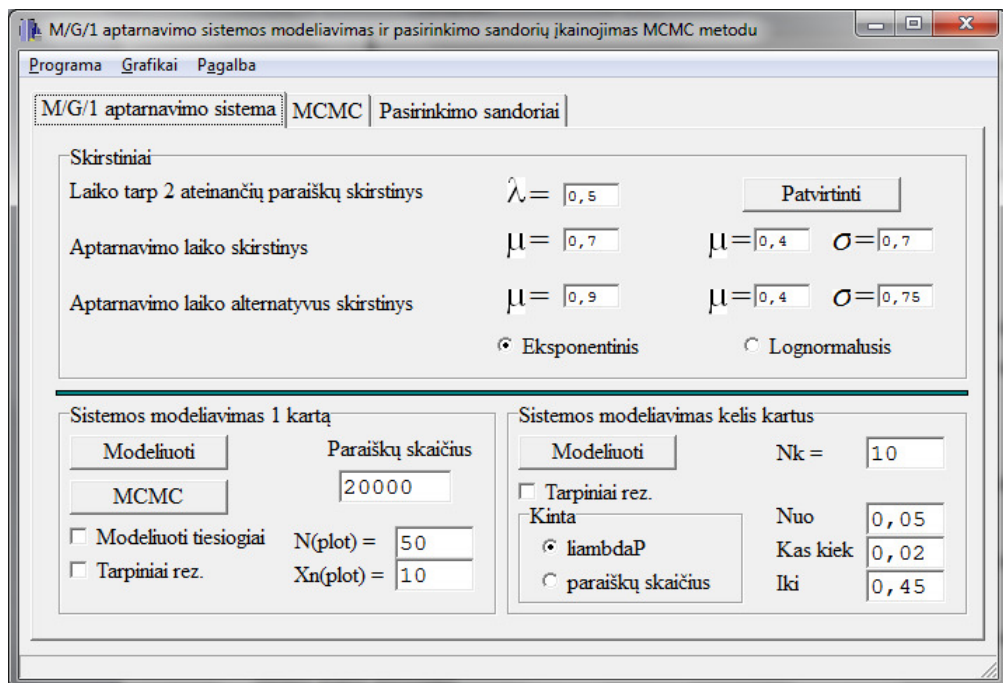 M/G/1 aptarnavimo sistemos modeliavimas ir pasirinkimo sandorių įkainojimas MCMC metodu
Programa Grafikai Pagalba
M/G/1 aptarnavimo sistema MCMC Pasirinkimo sandoriai
Skirstiniai
Laiko tarp 2 ateinančių paraiškų skirstinys λ= 0,5 Patvirtinti
Aptarnavimo laiko skirstinys μ= 0,7 μ= 0,4 σ= 0,7
Aptarnavimo laiko alternatyvus skirstinys μ= 0,9 μ= 0,4 σ= 0,75
Eksponentinis Lognormalusis
Sistemos modeliavimas 1 kartą
Modeliuoti Paraiškų skaičius
MCMC 20000
Modeliuoti tiesiogiai N(plot) = 50
Tarpiniai rez. Xn(plot) = 10
Sistemos modeliavimas kelis kartus
Modeliuoti Nk = 10
Tarpiniai rez.
Kinta Nuo 0,05
liambdaP Kas kiek 0,02
paraiškų skaičius Iki 0,45